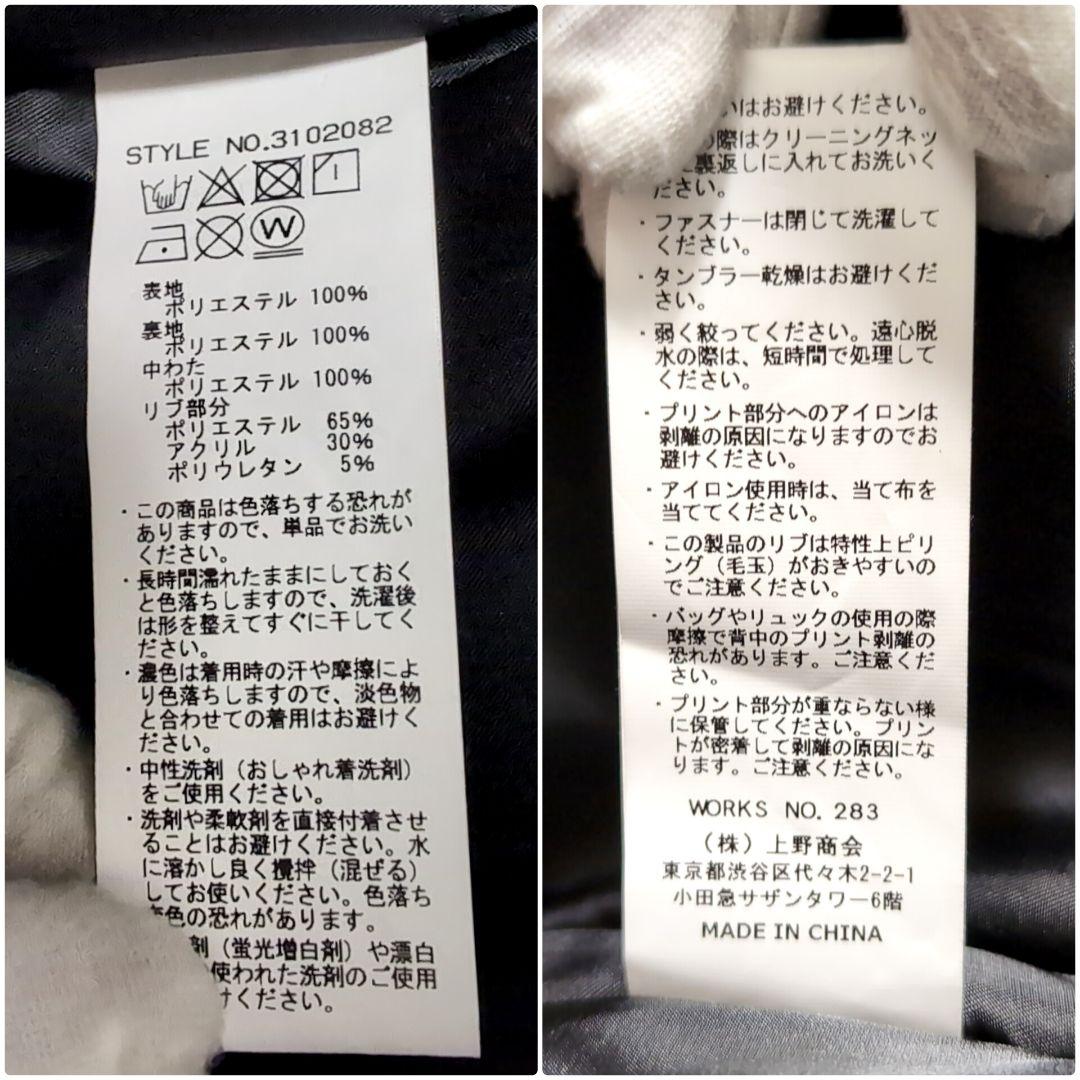 STYLE NO.3102082
W
表地
ポリエステル 100%
裏地
ポリエステル 100%
中わた
ポリエステル 100%
リブ部分
ポリエステル 65%
アクリル 30%
ポリウレタン 5%
・この商品は色落ちする恐れが
ありますので、単品でお洗い
ください。
・長時間濡れたままにしておく
と色落ちしますので、洗濯後
は形を整えてすぐに干してく
ださい。
・濃色は着用時の汗や摩擦によ
り色落ちしますので、淡色物
と合わせての着用はお避けく
ださい。
・中性洗剤（おしゃれ着洗剤）
をご使用ください。
・洗剤や柔軟剤を直接付着させ
ることはお避けください。水
に溶かし良く攪拌（混ぜる）
してお使いください。色落ち
変色の恐れがあります。
剤（蛍光増白剤）や漂白
使われた洗剤のご使用
けください。
いはお避けください。
の際はクリーニングネッ
に裏返しに入れてお洗いく
ださい。
・ファスナーは閉じて洗濯して
ください。
・タンブラー乾燥はお避けくだ
さい。
・弱く絞ってください。遠心脱
水の際は、短時間で処理して
ください。
・プリント部分へのアイロンは
剥離の原因になりますのでお
避けください。
・アイロン使用時は、当て布を
当ててください。
・この製品のリブは特性上ピリ
ング（毛玉）がおきやすいの
でご注意ください。
・バッグやリュックの使用の際
摩擦で背中のプリント剥離の
恐れがあります。ご注意くだ
さい。
・プリント部分が重ならない様
に保管してください。プリン
トが密着して剥離の原因にな
ります。ご注意ください。
WORKS NO. 283
（株）上野商会
東京都渋谷区代々木2-2-1
小田急サザンタワー6階
MADE IN CHINA